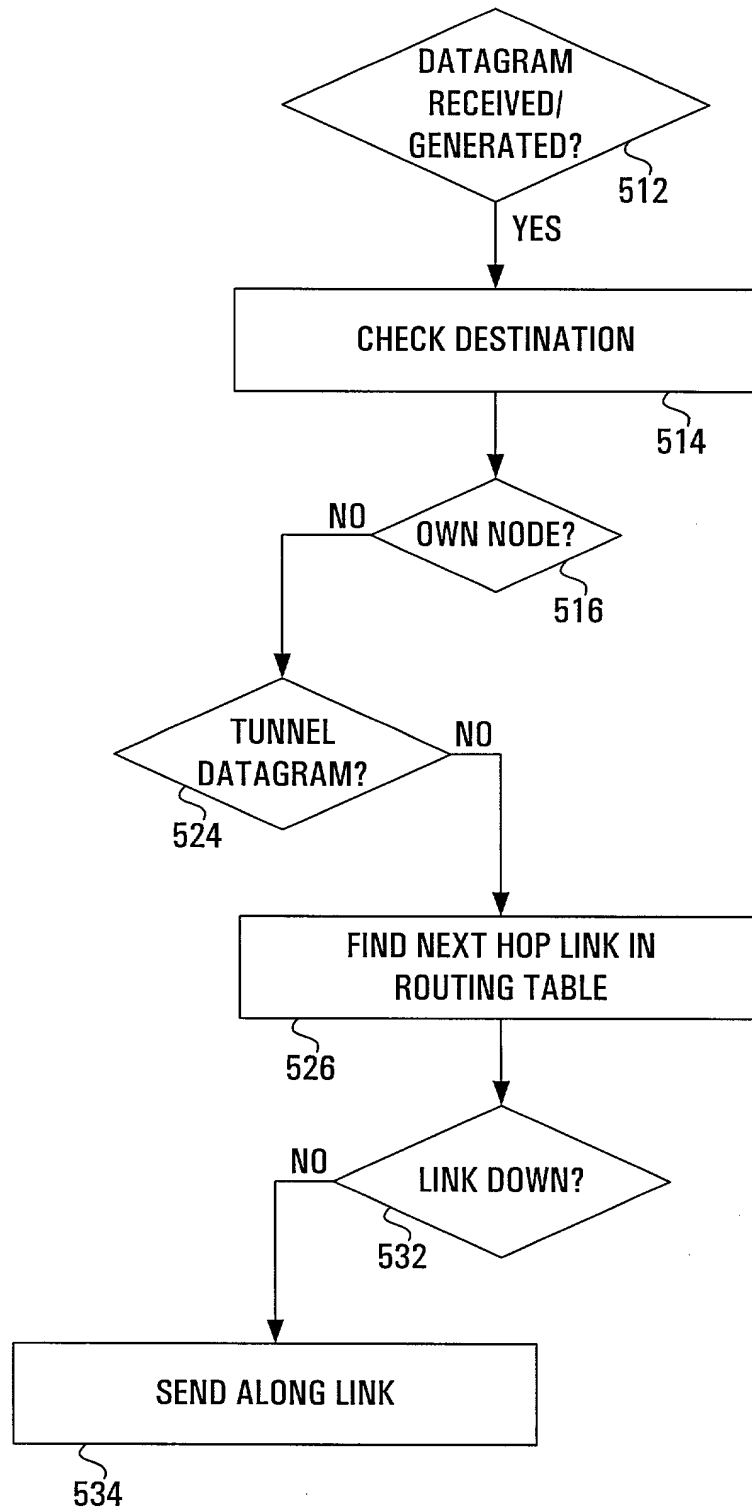 DATAGRAM
RECEIVED/
GENERATED?
512
YES
CHECK DESTINATION
514
NO
OWN NODE?
516
TUNNEL
DATAGRAM?
NO
524
FIND NEXT HOP LINK IN
ROUTING TABLE
526
NO
LINK DOWN?
532
SEND ALONG LINK
534